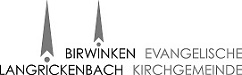 BIRWINKEN EVANGELISCHE
LANGRICKENBACH KIRCHGEMEINDE